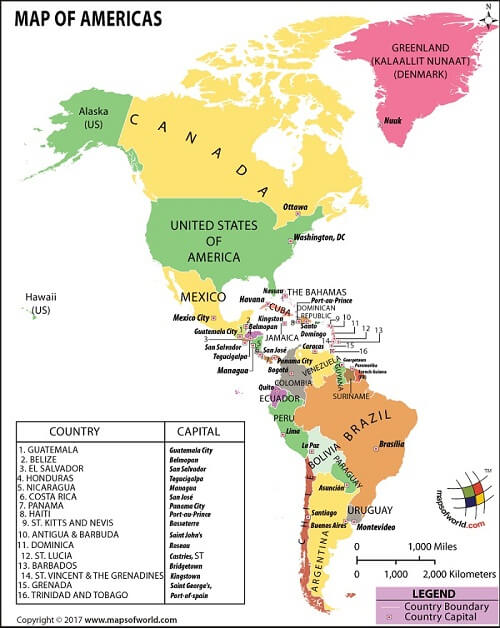 MAP OF AMERICAS
N
GREENLAND
(KALAALLIT NUNAAT)
(DENMARK)
Nuuk
Alaska
(US)
CANADA
Ottawa
UNITED STATES
OF
AMERICA
Washington, DC
Hawaii
(US)
MEXICO
Mexico City
Nassau
THE BAHAMAS
Havana
CUBA
Port-au-Prince
DOMINICAN
REPUBLIC
Kingston
Santo
Domingo
JAMAICA
Belmopan
Guatemala City
San Salvador
Tegucigalpa
Managua
San José
Panama City
Caracas
1
2
3
4
8
9
10
11
12
13
14
15
16
VENEZUELA
Georgetown
Paramaribo
French Guiana
GUYANA
SURINAME
Bogotá
COLOMBIA
Quito
ECUADOR
PERU
Lima
BRAZIL
Brasília
La Paz
BOLIVIA
PARAGUAY
Asunción
CHILE
Santiago
Buenos Aires
URUGUAY
Montevideo
ARGENTINA
COUNTRY CAPITAL
1. GUATEMALA Guatemala City
2. BELIZE Belmopan
3. EL SALVADOR San Salvador
4. HONDURAS Tegucigalpa
5. NICARAGUA Managua
6. COSTA RICA San José
7. PANAMA Panama City
8. HAITI Port-au-Prince
9. ST. KITTS AND NEVIS Basseterre
10. ANTIGUA & BARBUDA Saint John's
11. DOMINICA Roseau
12. ST. LUCIA Castries, ST
13. BARBADOS Bridgetown
14. ST. VINCENT & THE GRENADINES Kingstown
15. GRENADA Saint George's,
16. TRINIDAD AND TOBAGO Port-of-spain
mapsofworld.com
TM
0 1,000 Miles
0 1,000 2,000 Kilometers
LEGEND
Country Boundary
Country Capital
Copyright © 2017 www.mapsofworld.com